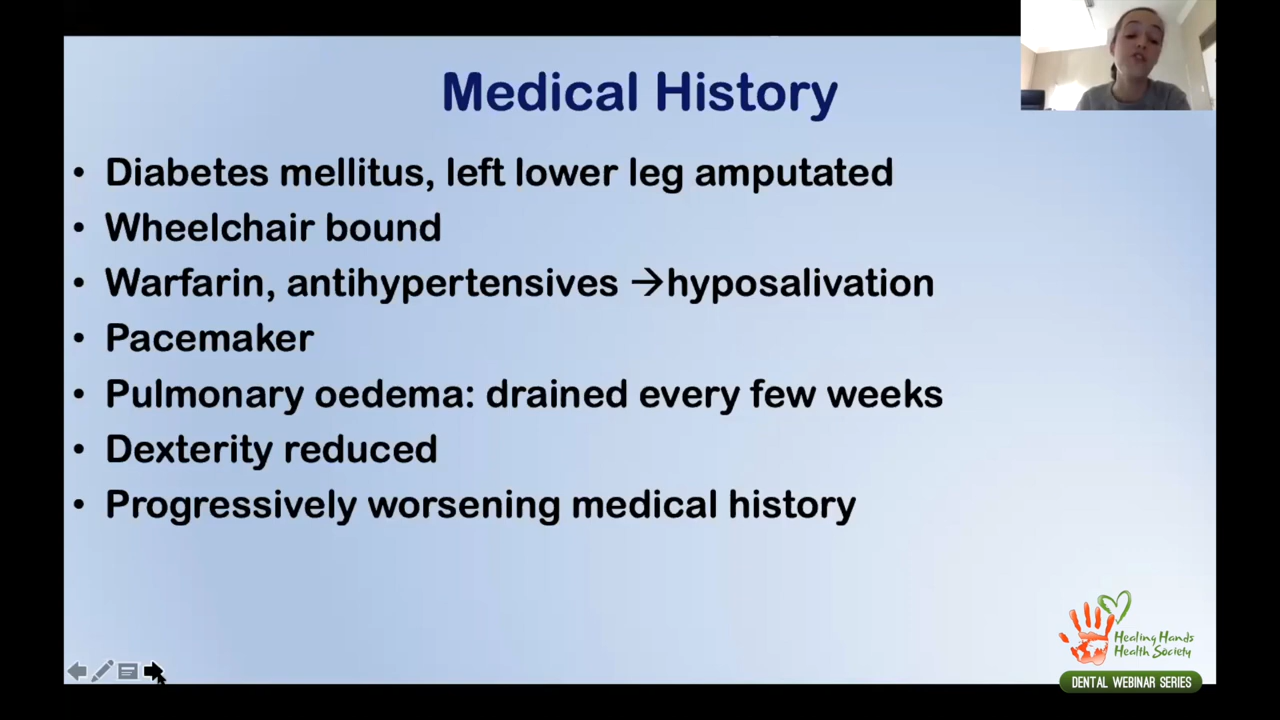 Medical History
• Diabetes mellitus, left lower leg amputated
• Wheelchair bound
• Warfarin, antihypertensives →hyposalivation
• Pacemaker
• Pulmonary oedema: drained every few weeks
• Dexterity reduced
• Progressively worsening medical history
Healing Hands
Health Society
DENTAL WEBINAR SERIES